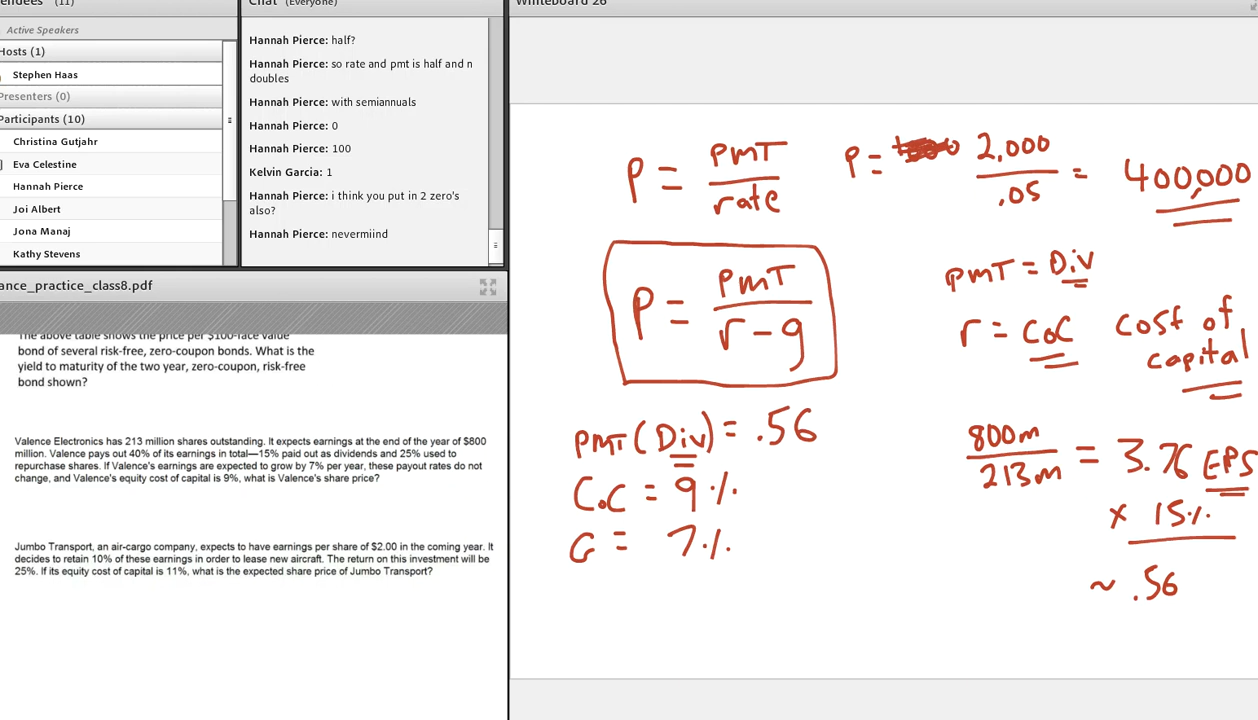 endees (11)
Active Speakers
Hosts (1)
Stephen Haas
Presenters (0)
Participants (10)
Christina Gutjahr
Eva Celestine
Hannah Pierce
Joi Albert
Jona Manaj
Kathy Stevens
Chat (Everyone)
Hannah Pierce: half?
Hannah Pierce: so rate and pmt is half and n
doubles
Hannah Pierce: with semiannuals
Hannah Pierce: 0
Hannah Pierce: 100
Kelvin Garcia: 1
Hannah Pierce: i think you put in 2 zero's
also?
Hannah Pierce: nevermiind
ance_practice_class8.pdf
The above table shows the price per $100-face value
bond of several risk-free, zero-coupon bonds. What is the
yield to maturity of the two year, zero-coupon, risk-free
bond shown?
Valence Electronics has 213 million shares outstanding. It expects earnings at the end of the year of $800
million. Valence pays out 40% of its earnings in total—15% paid out as dividends and 25% used to
repurchase shares. If Valence's earnings are expected to grow by 7% per year, these payout rates do not
change, and Valence's equity cost of capital is 9%, what is Valence's share price?
Jumbo Transport, an air-cargo company, expects to have earnings per share of $2.00 in the coming year. It
decides to retain 10% of these earnings in order to lease new aircraft. The return on this investment will be
25%. If its equity cost of capital is 11%, what is the expected share price of Jumbo Transport?
Whiteboard 26
P = PMT / rate
P = 2,000 / .05 = 400,000
P = PMT / r - g
PMT = Div
r = CoC cost of
capital
PMT (Div) = .56
CoC = 9%
G = 7%
800m / 213m = 3.76 EPS
x 15%
~ .56